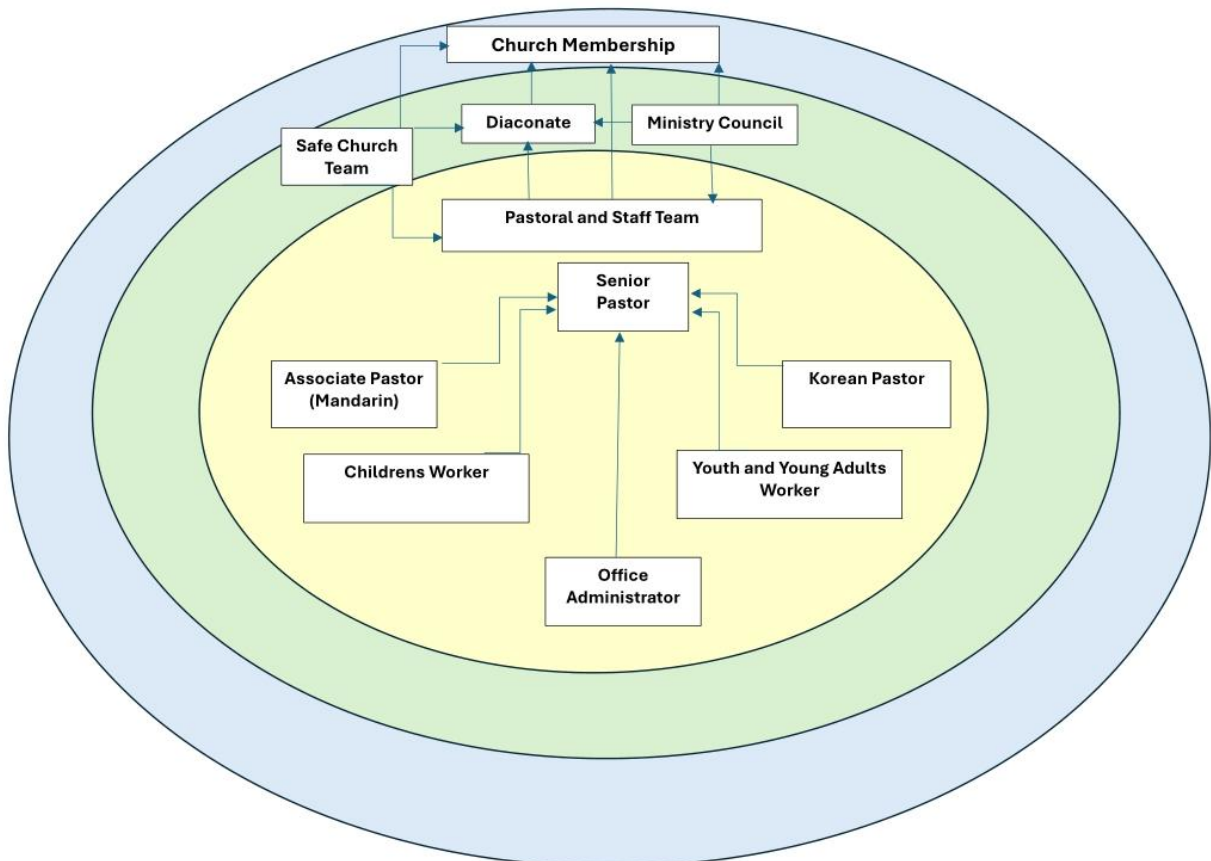 Church Membership
Diaconate
Ministry Council
Safe Church
Team
Pastoral and Staff Team
Senior
Pastor
Associate Pastor
(Mandarin)
Korean Pastor
Childrens Worker
Youth and Young Adults
Worker
Office
Administrator